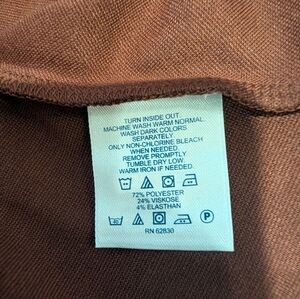 TURN INSIDE OUT.
MACHINE WASH WARM NORMAL.
WASH DARK COLORS
SEPARATELY.
ONLY NON-CHLORINE BLEACH
WHEN NEEDED.
REMOVE PROMPTLY.
TUMBLE DRY LOW.
WARM IRON IF NEEDED.
72% POLYESTER
24% VISKOSE
4% ELASTHAN
40 P
RN 62830